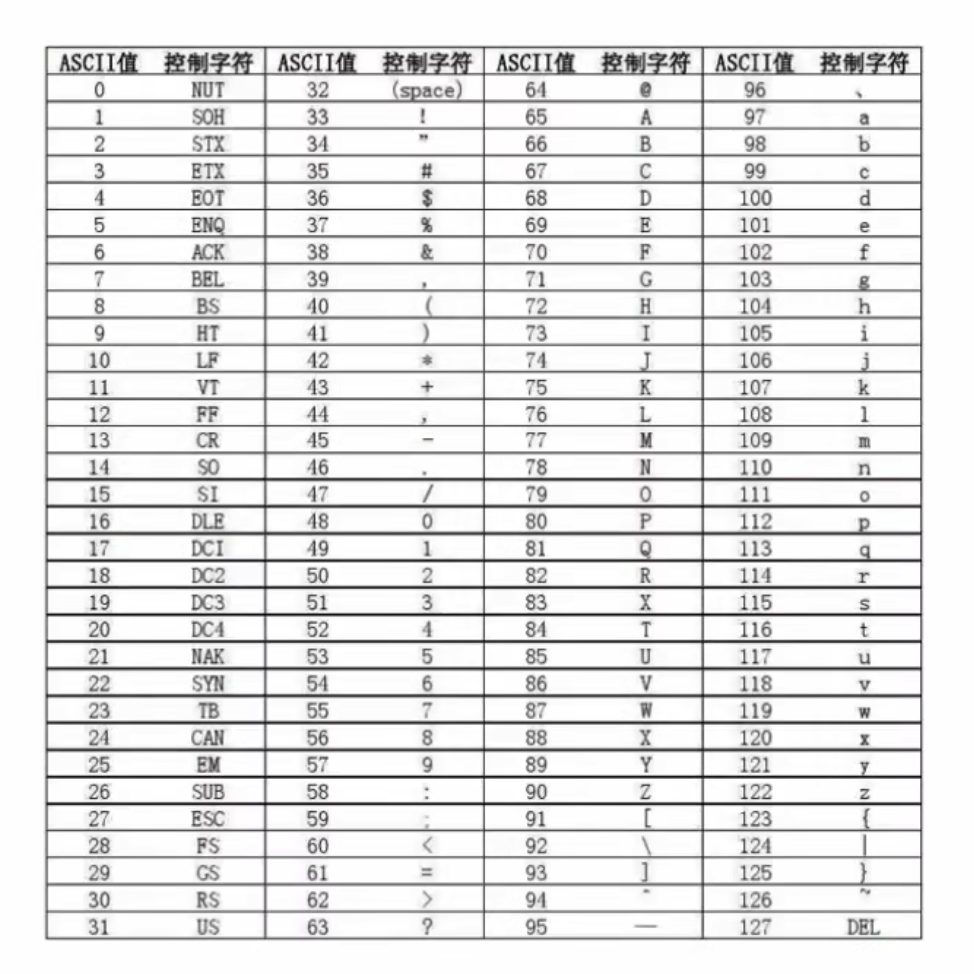 ASCII值 控制字符 ASCII值 控制字符 ASCII值 控制字符 ASCII值 控制字符
0 NUT 32 (space) 64 @ 96 、
1 SOH 33 ! 65 A 97 a
2 STX 34 ” 66 B 98 b
3 ETX 35 # 67 C 99 c
4 EOT 36 $ 68 D 100 d
5 ENQ 37 % 69 E 101 e
6 ACK 38 & 70 F 102 f
7 BEL 39 , 71 G 103 g
8 BS 40 ( 72 H 104 h
9 HT 41 ) 73 I 105 i
10 LF 42 * 74 J 106 j
11 VT 43 + 75 K 107 k
12 FF 44 , 76 L 108 l
13 CR 45 - 77 M 109 m
14 SO 46 . 78 N 110 n
15 SI 47 / 79 O 111 o
16 DLE 48 0 80 P 112 p
17 DCI 49 1 81 Q 113 q
18 DC2 50 2 82 R 114 r
19 DC3 51 3 83 X 115 s
20 DC4 52 4 84 T 116 t
21 NAK 53 5 85 U 117 u
22 SYN 54 6 86 V 118 v
23 TB 55 7 87 W 119 w
24 CAN 56 8 88 X 120 x
25 EM 57 9 89 Y 121 y
26 SUB 58 : 90 Z 122 z
27 ESC 59 ; 91 [ 123 {
28 FS 60 < 92 \ 124 |
29 GS 61 = 93 ] 125 }
30 RS 62 > 94 ^ 126 ~
31 US 63 ? 95 — 127 DEL